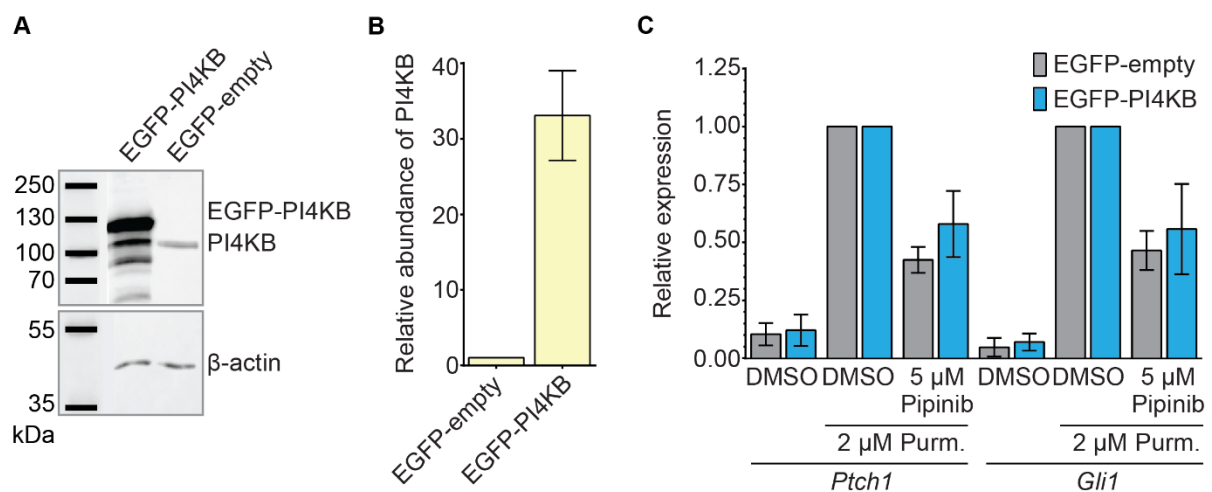 A
EGFP-PI4KB
EGFP-empty
250
130
100
70
EGFP-PI4KB
PI4KB
55
35
β-actin
kDa
B
Relative abundance of PI4KB
40
30
20
10
0
EGFP-empty
EGFP-PI4KB
C
Relative expression
1.25
1.00
0.75
0.50
0.25
0.00
EGFP-empty
EGFP-PI4KB
DMSO
DMSO
5 µM
Pipinib
DMSO
DMSO
5 µM
Pipinib
2 µM Purm.
2 µM Purm.
Ptch1
Gli1